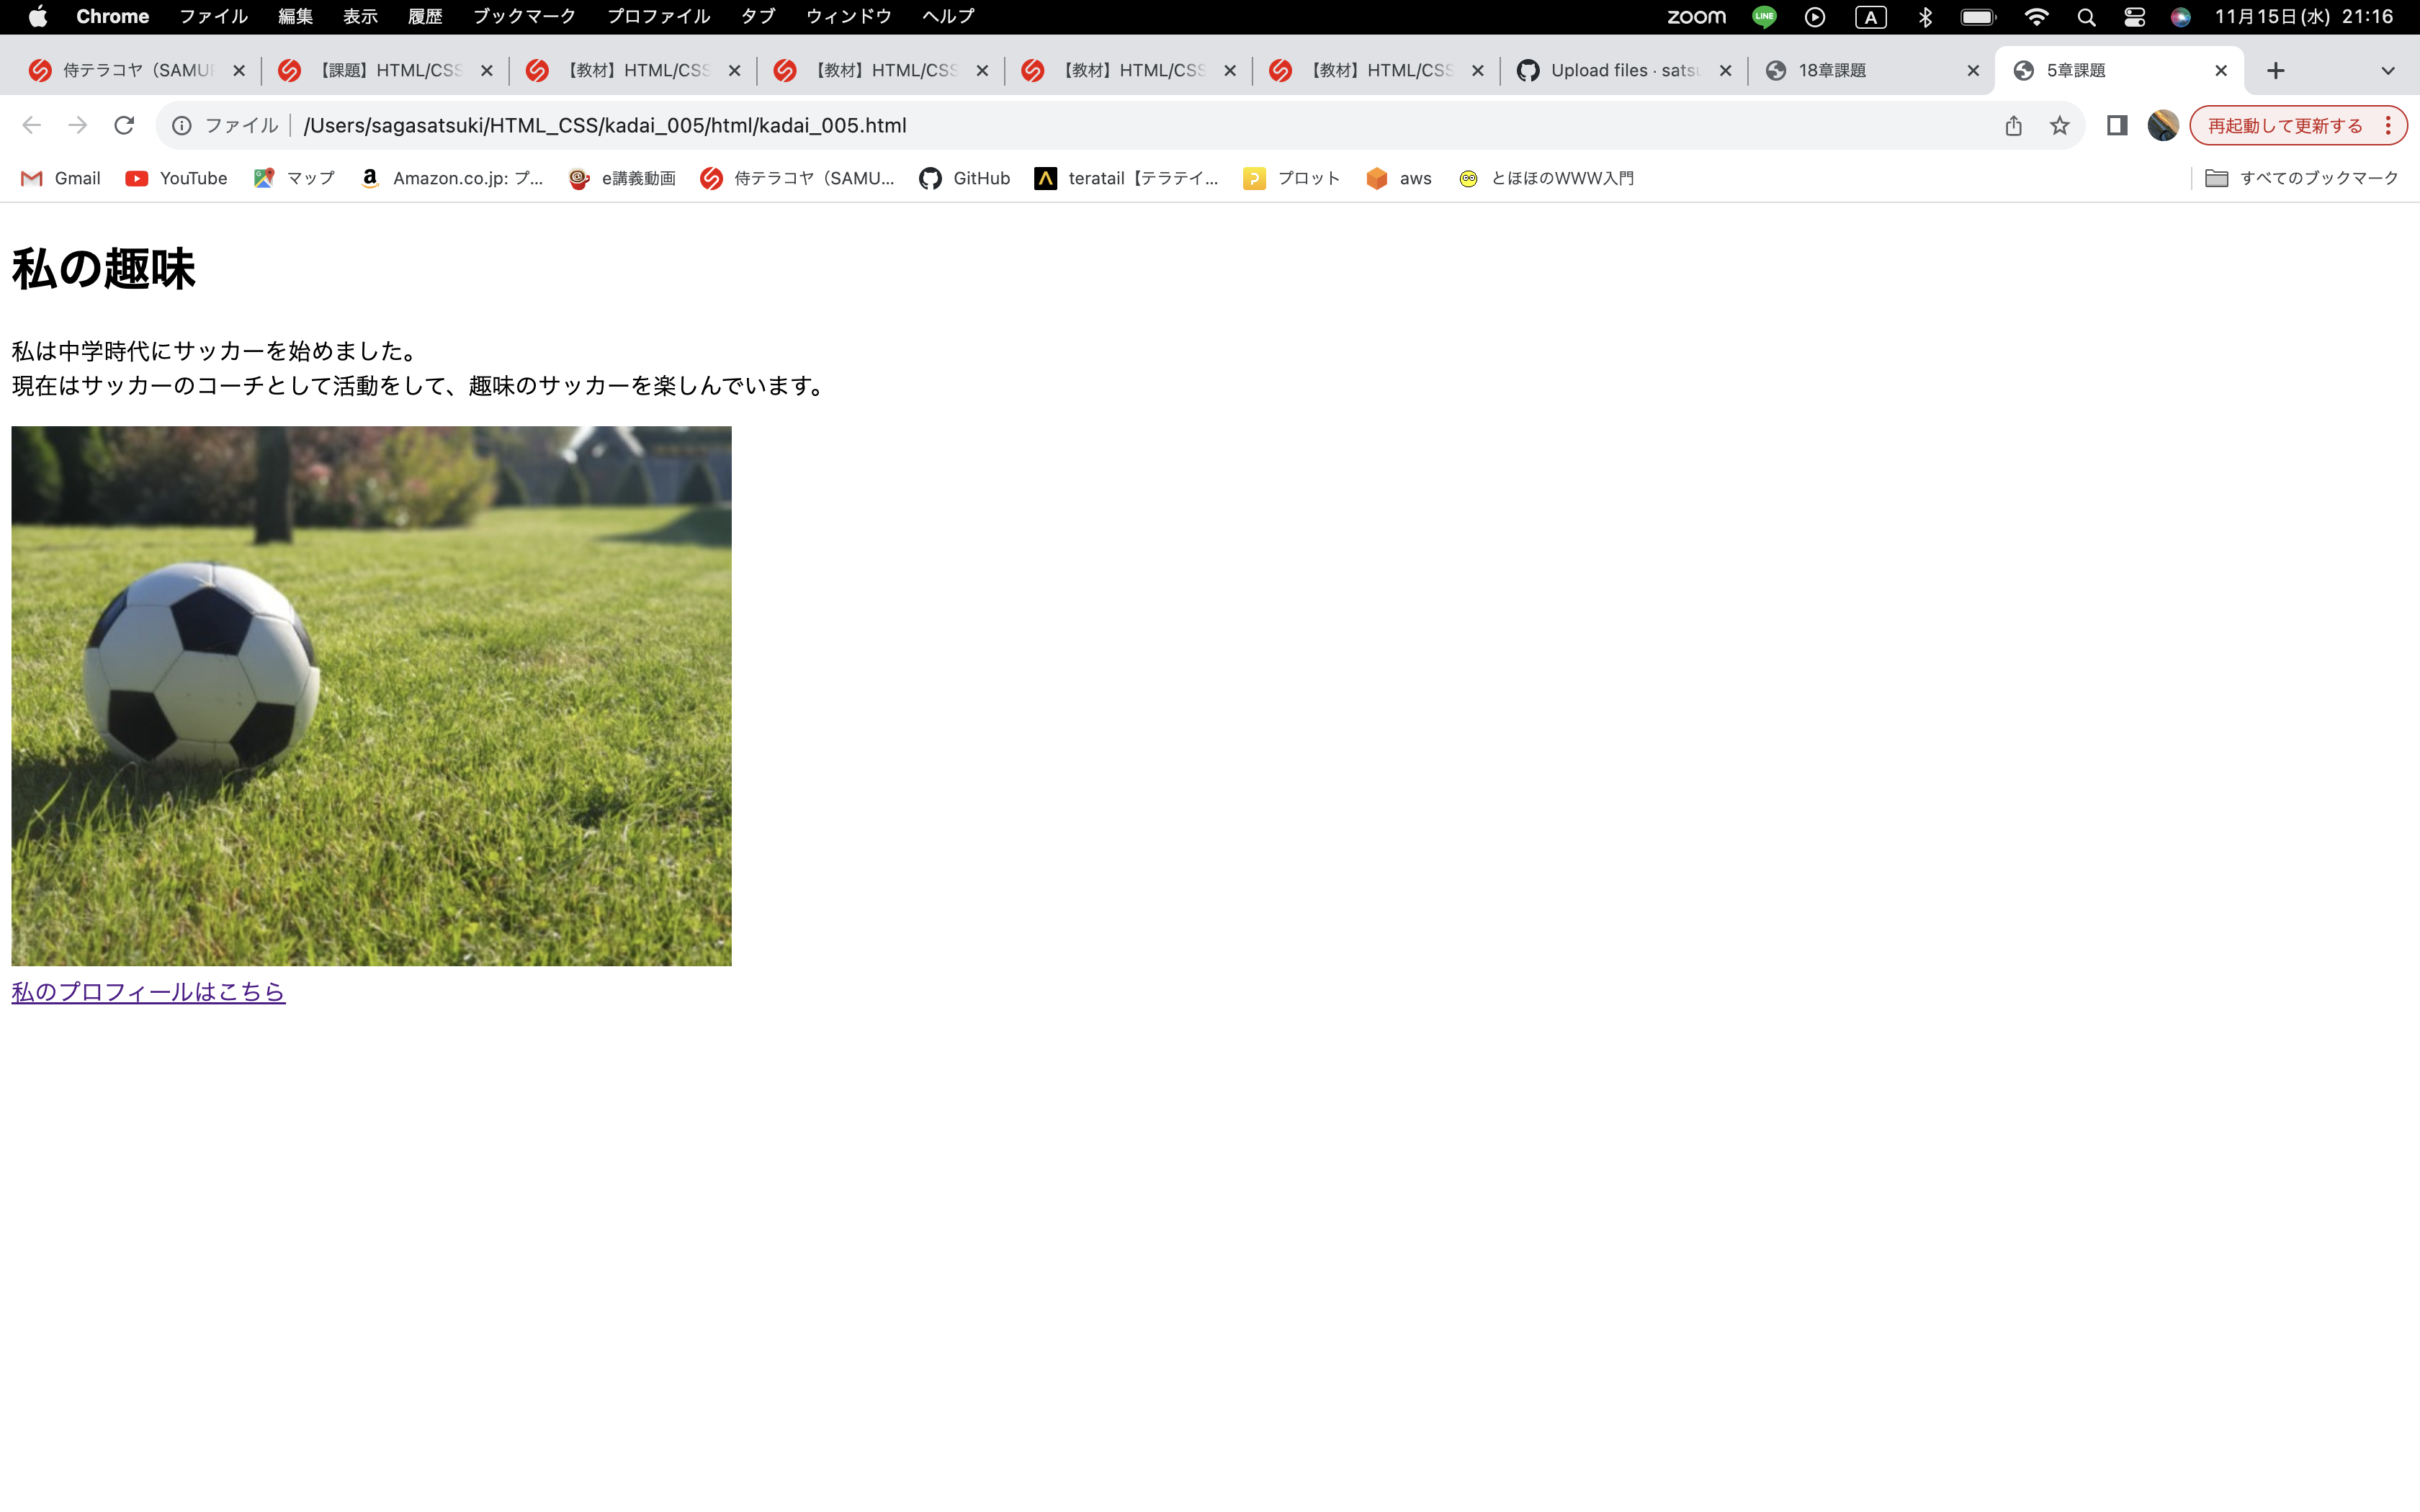 Chrome ファイル 編集 表示 履歴 ブックマーク プロファイル タブ ウィンドウ ヘルプ zoom LINE A 11月15日(水) 21:16
侍テラコヤ（SAMU 【課題】HTML/CSS 【教材】HTML/CSS 【教材】HTML/CSS 【教材】HTML/CSS 【教材】HTML/CSS Upload files · sats 18章課題 5章課題
ファイル /Users/sagasatsuki/HTML_CSS/kadai_005/html/kadai_005.html 再起動して更新する
Gmail YouTube マップ Amazon.co.jp: プ... e講義動画 侍テラコヤ（SAMU... GitHub teratail【テラテイ... プロット aws とほほのWWW入門 すべてのブックマーク
私の趣味
私は中学時代にサッカーを始めました。
現在はサッカーのコーチとして活動をして、趣味のサッカーを楽しんでいます。
私のプロフィールはこちら